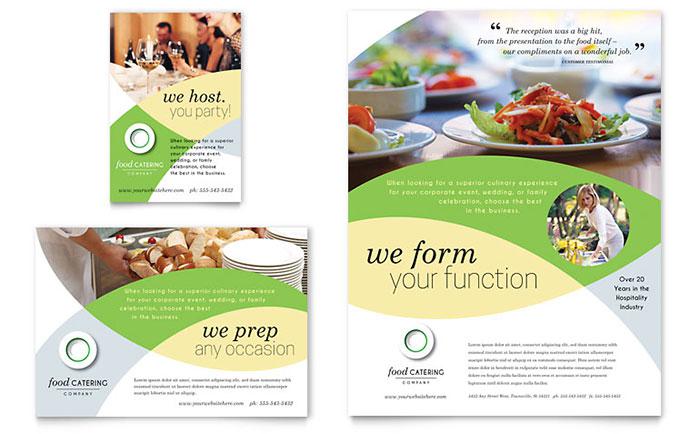 we host.
you party!
When looking for a superior
culinary experience for
your corporate event,
wedding, or family
celebration, choose
the best in the business.
food CATERING
COMPANY
www.yourwebsitehere.com ph: 555-543-5432
When looking for a superior culinary experience
for your corporate event, wedding, or family
celebration, choose the best
in the business.
we prep
any occasion
food CATERING
COMPANY
www.yourwebsitehere.com ph: 555-543-5432
“ The reception was a big hit,
from the presentation to the food itself –
our compliments on a wonderful job. ”
CUSTOMER TESTIMONIAL
When looking for a superior culinary experience
for your corporate event, wedding, or family
celebration, choose the best
in the business.
we form
your function
Over 20
Years in the
Hospitality
Industry
food CATERING
COMPANY
www.yourwebsitehere.com